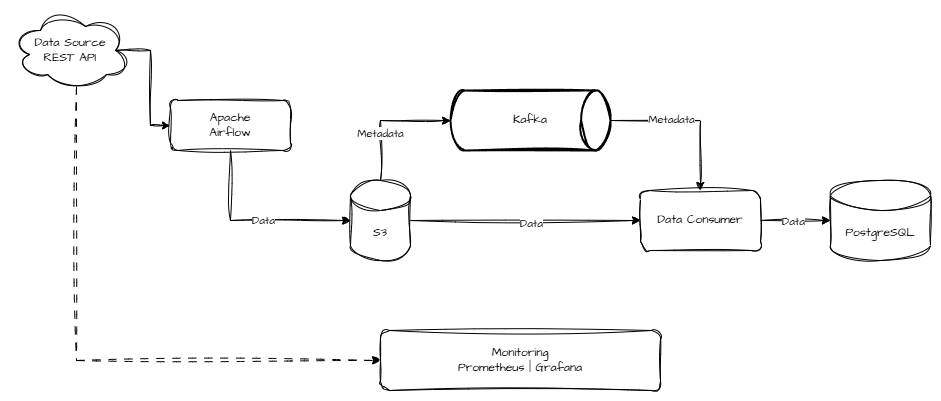 Data Source
REST API
Apache
Airflow
Metadata
Kafka
Metadata
Data
S3
Data
Data Consumer
Data
PostgreSQL
Monitoring
Prometheus | Grafana